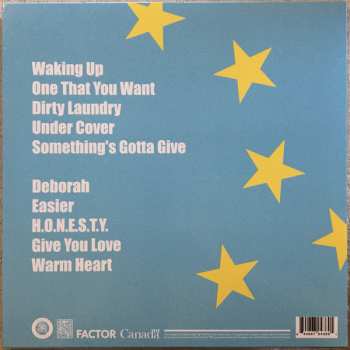 Waking Up
One That You Want
Dirty Laundry
Under Cover
Something's Gotta Give
Deborah
Easier
H.O.N.E.S.T.Y.
Give You Love
Warm Heart
FACTOR Canada